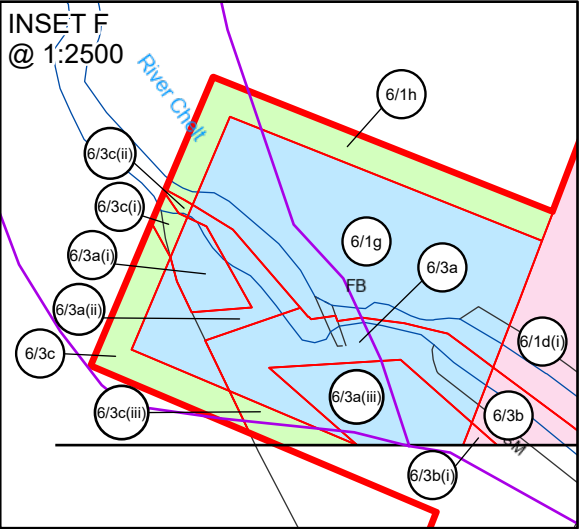 INSET F
@ 1:2500
River Chelt
6/1h
6/3c(ii)
6/3c(i)
6/1g
6/3a(i)
6/3a
FB
6/3a(ii)
6/1d(i)
6/3c
6/3a(iii)
6/3c(iii)
6/3b
6/3b(i)